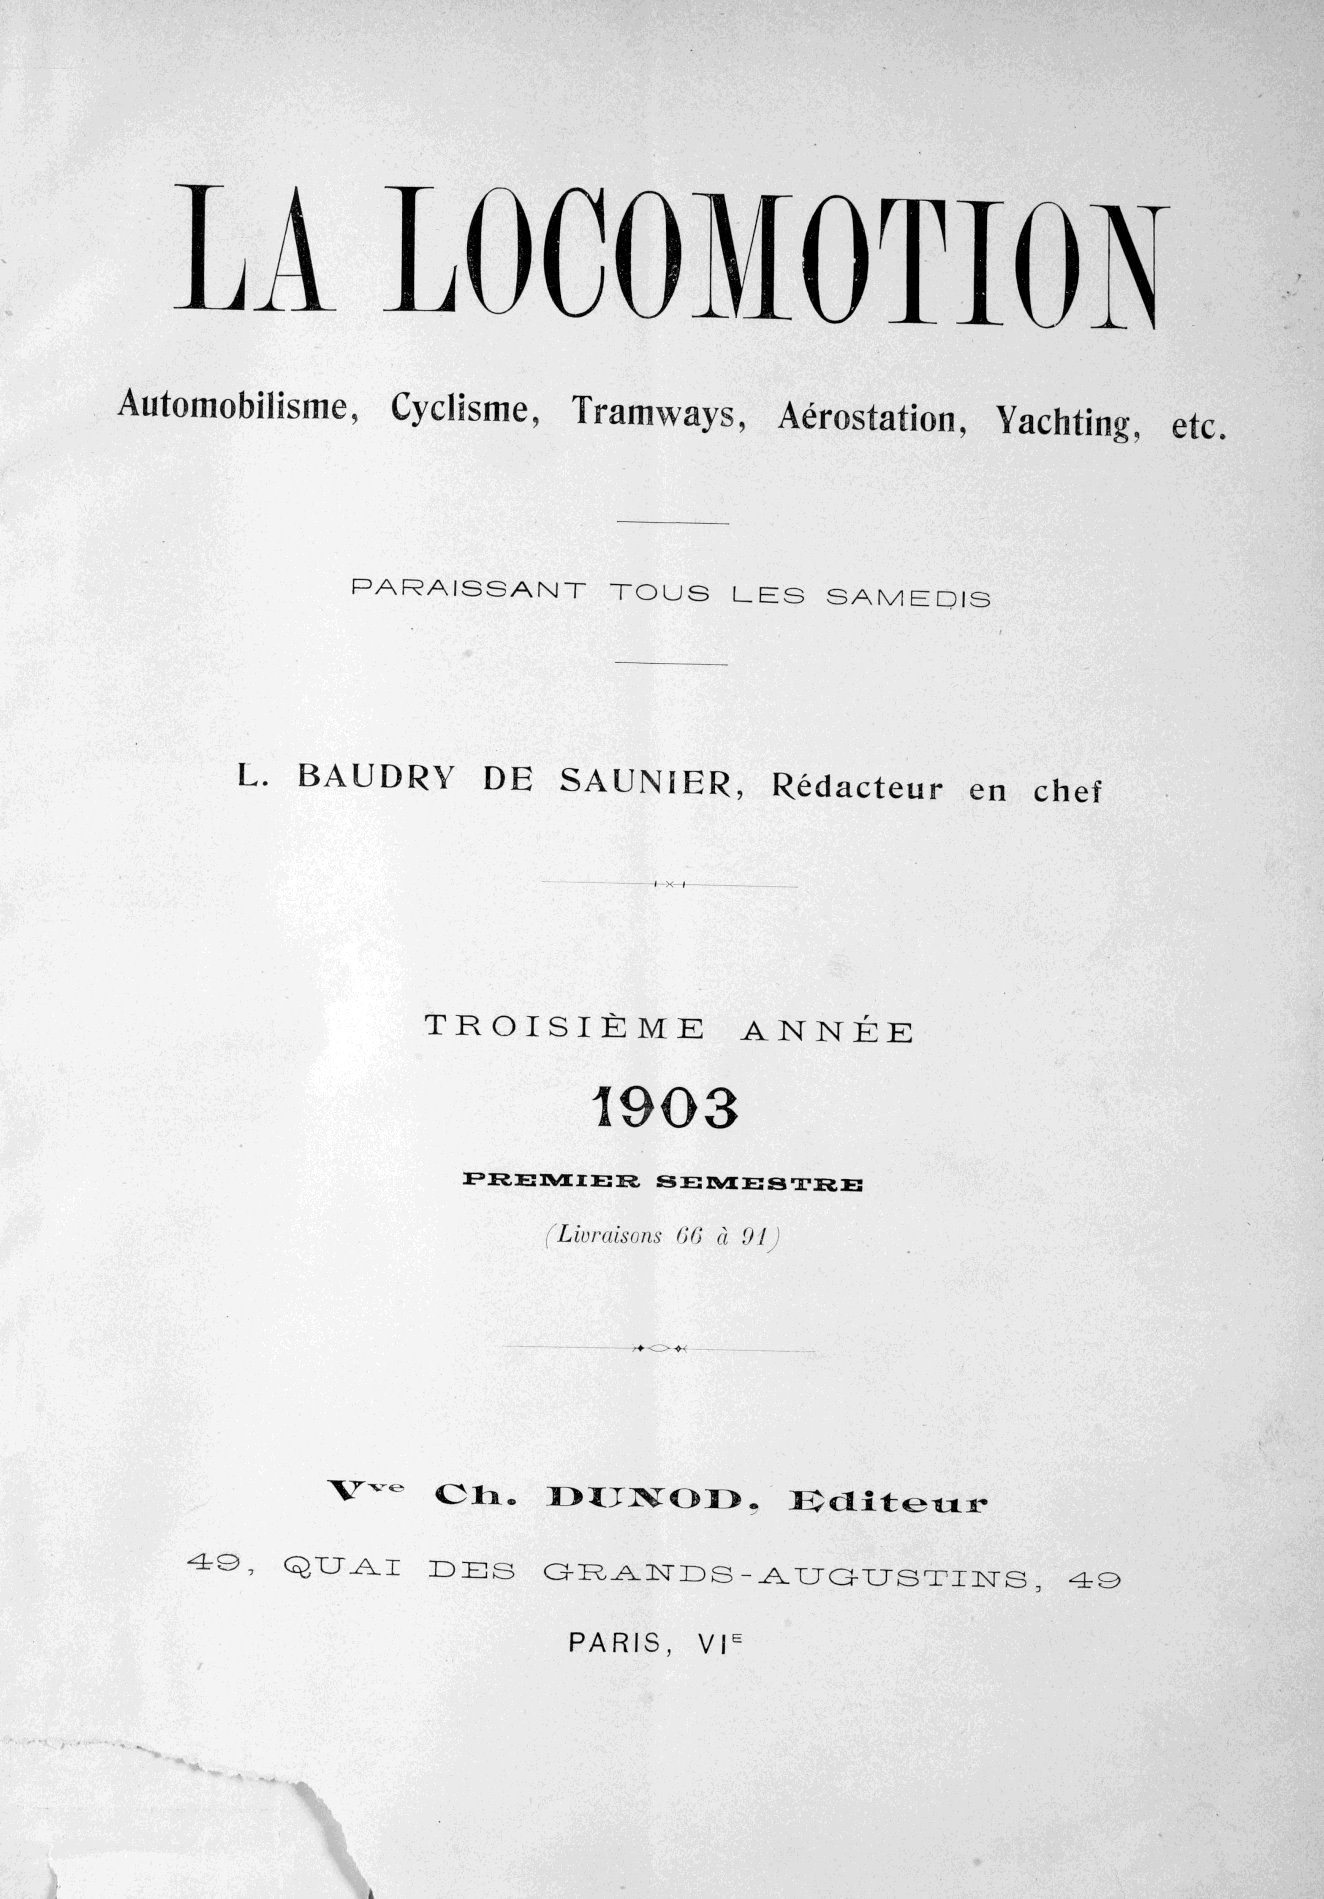 LA LOCOMOTION
Automobilisme, Cyclisme, Tramways, Aérostation, Yachting, etc.
PARAISSANT TOUS LES SAMEDIS
L. BAUDRY DE SAUNIER, Rédacteur en chef
TROISIÈME ANNÉE
1903
PREMIER SEMESTRE
(Livraisons 66 à 91)
Vve Ch. DUNOD, Editeur
49, QUAI DES GRANDS-AUGUSTINS, 49
PARIS, VIE